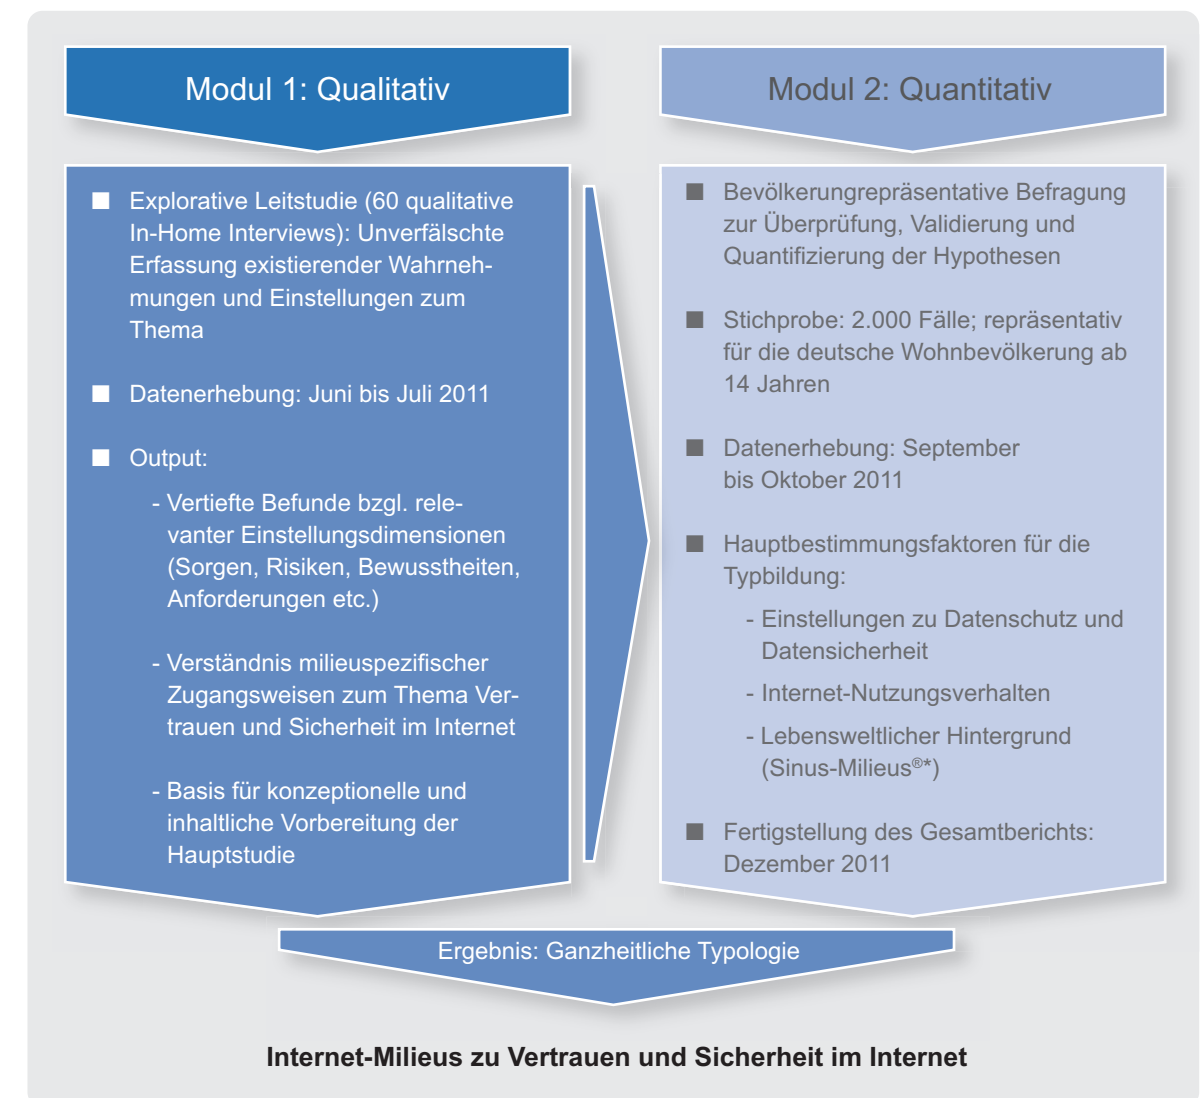 Modul 1: Qualitativ
■ Explorative Leitstudie (60 qualitative
In-Home Interviews): Unverfälschte
Erfassung existierender Wahrneh-
mungen und Einstellungen zum
Thema
■ Datenerhebung: Juni bis Juli 2011
■ Output:
- Vertiefte Befunde bzgl. rele-
vanter Einstellungsdimensionen
(Sorgen, Risiken, Bewusstheiten,
Anforderungen etc.)
- Verständnis milieuspezifischer
Zugangsweisen zum Thema Ver-
trauen und Sicherheit im Internet
- Basis für konzeptionelle und
inhaltliche Vorbereitung der
Hauptstudie
Modul 2: Quantitativ
■ Bevölkerungrepräsentative Befragung
zur Überprüfung, Validierung und
Quantifizierung der Hypothesen
■ Stichprobe: 2.000 Fälle; repräsentativ
für die deutsche Wohnbevölkerung ab
14 Jahren
■ Datenerhebung: September
bis Oktober 2011
■ Hauptbestimmungsfaktoren für die
Typbildung:
- Einstellungen zu Datenschutz und
Datensicherheit
- Internet-Nutzungsverhalten
- Lebensweltlicher Hintergrund
(Sinus-Milieus®*)
■ Fertigstellung des Gesamtberichts:
Dezember 2011
Ergebnis: Ganzheitliche Typologie
Internet-Milieus zu Vertrauen und Sicherheit im Internet